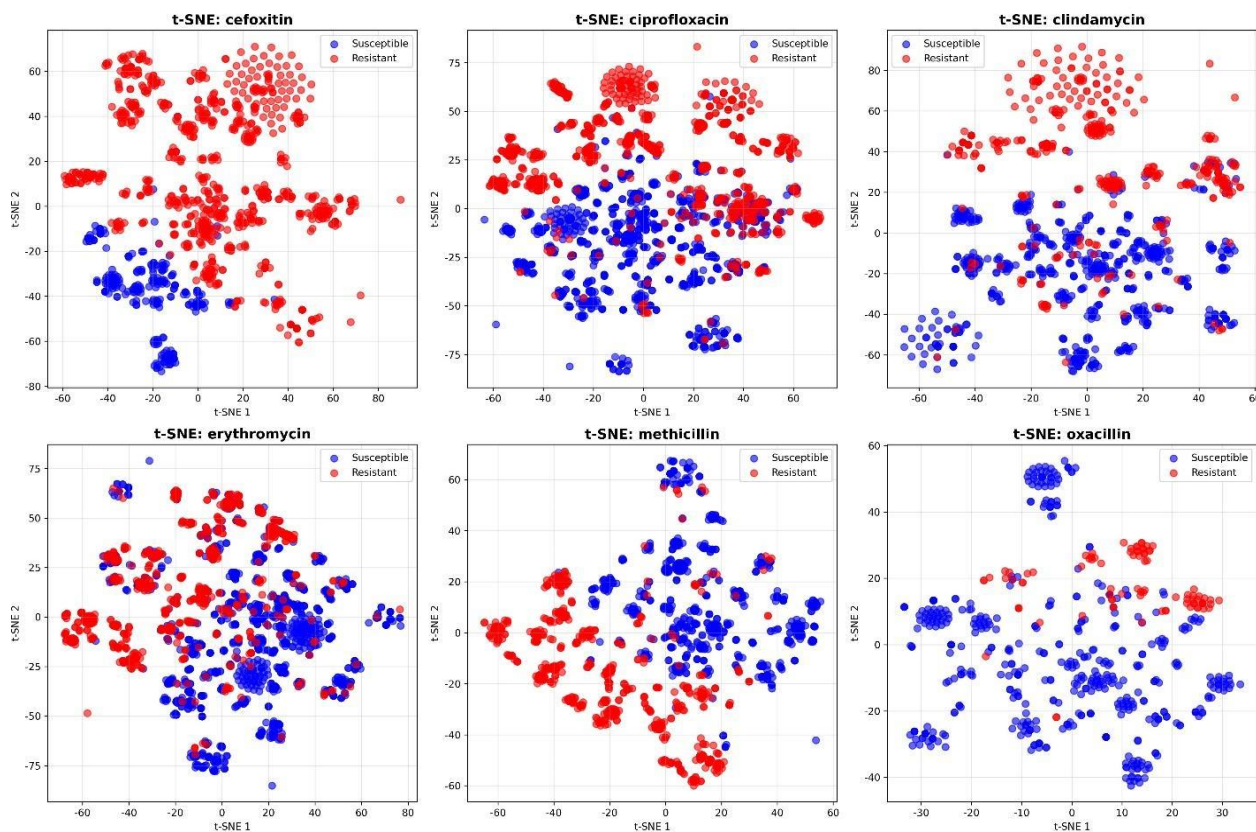 t-SNE: cefoxitin
Susceptible
Resistant
t-SNE 2
60
40
20
0
-20
-40
-60
-80
-60
-40
-20
0
20
40
60
80
t-SNE 1
t-SNE: ciprofloxacin
Susceptible
Resistant
t-SNE 2
75
50
25
0
-25
-50
-75
-60
-40
-20
0
20
40
60
t-SNE 1
t-SNE: clindamycin
Susceptible
Resistant
t-SNE 2
80
60
40
20
0
-20
-40
-60
-60
-40
-20
0
20
40
60
t-SNE 1
t-SNE: erythromycin
Susceptible
Resistant
t-SNE 2
75
50
25
0
-25
-50
-75
-60
-40
-20
0
20
40
60
80
t-SNE 1
t-SNE: methicillin
Susceptible
Resistant
t-SNE 2
60
40
20
0
-20
-40
-60
-60
-40
-20
0
20
40
60
t-SNE 1
t-SNE: oxacillin
Susceptible
Resistant
t-SNE 2
60
40
20
0
-20
-40
-30
-20
-10
0
10
20
30
t-SNE 1